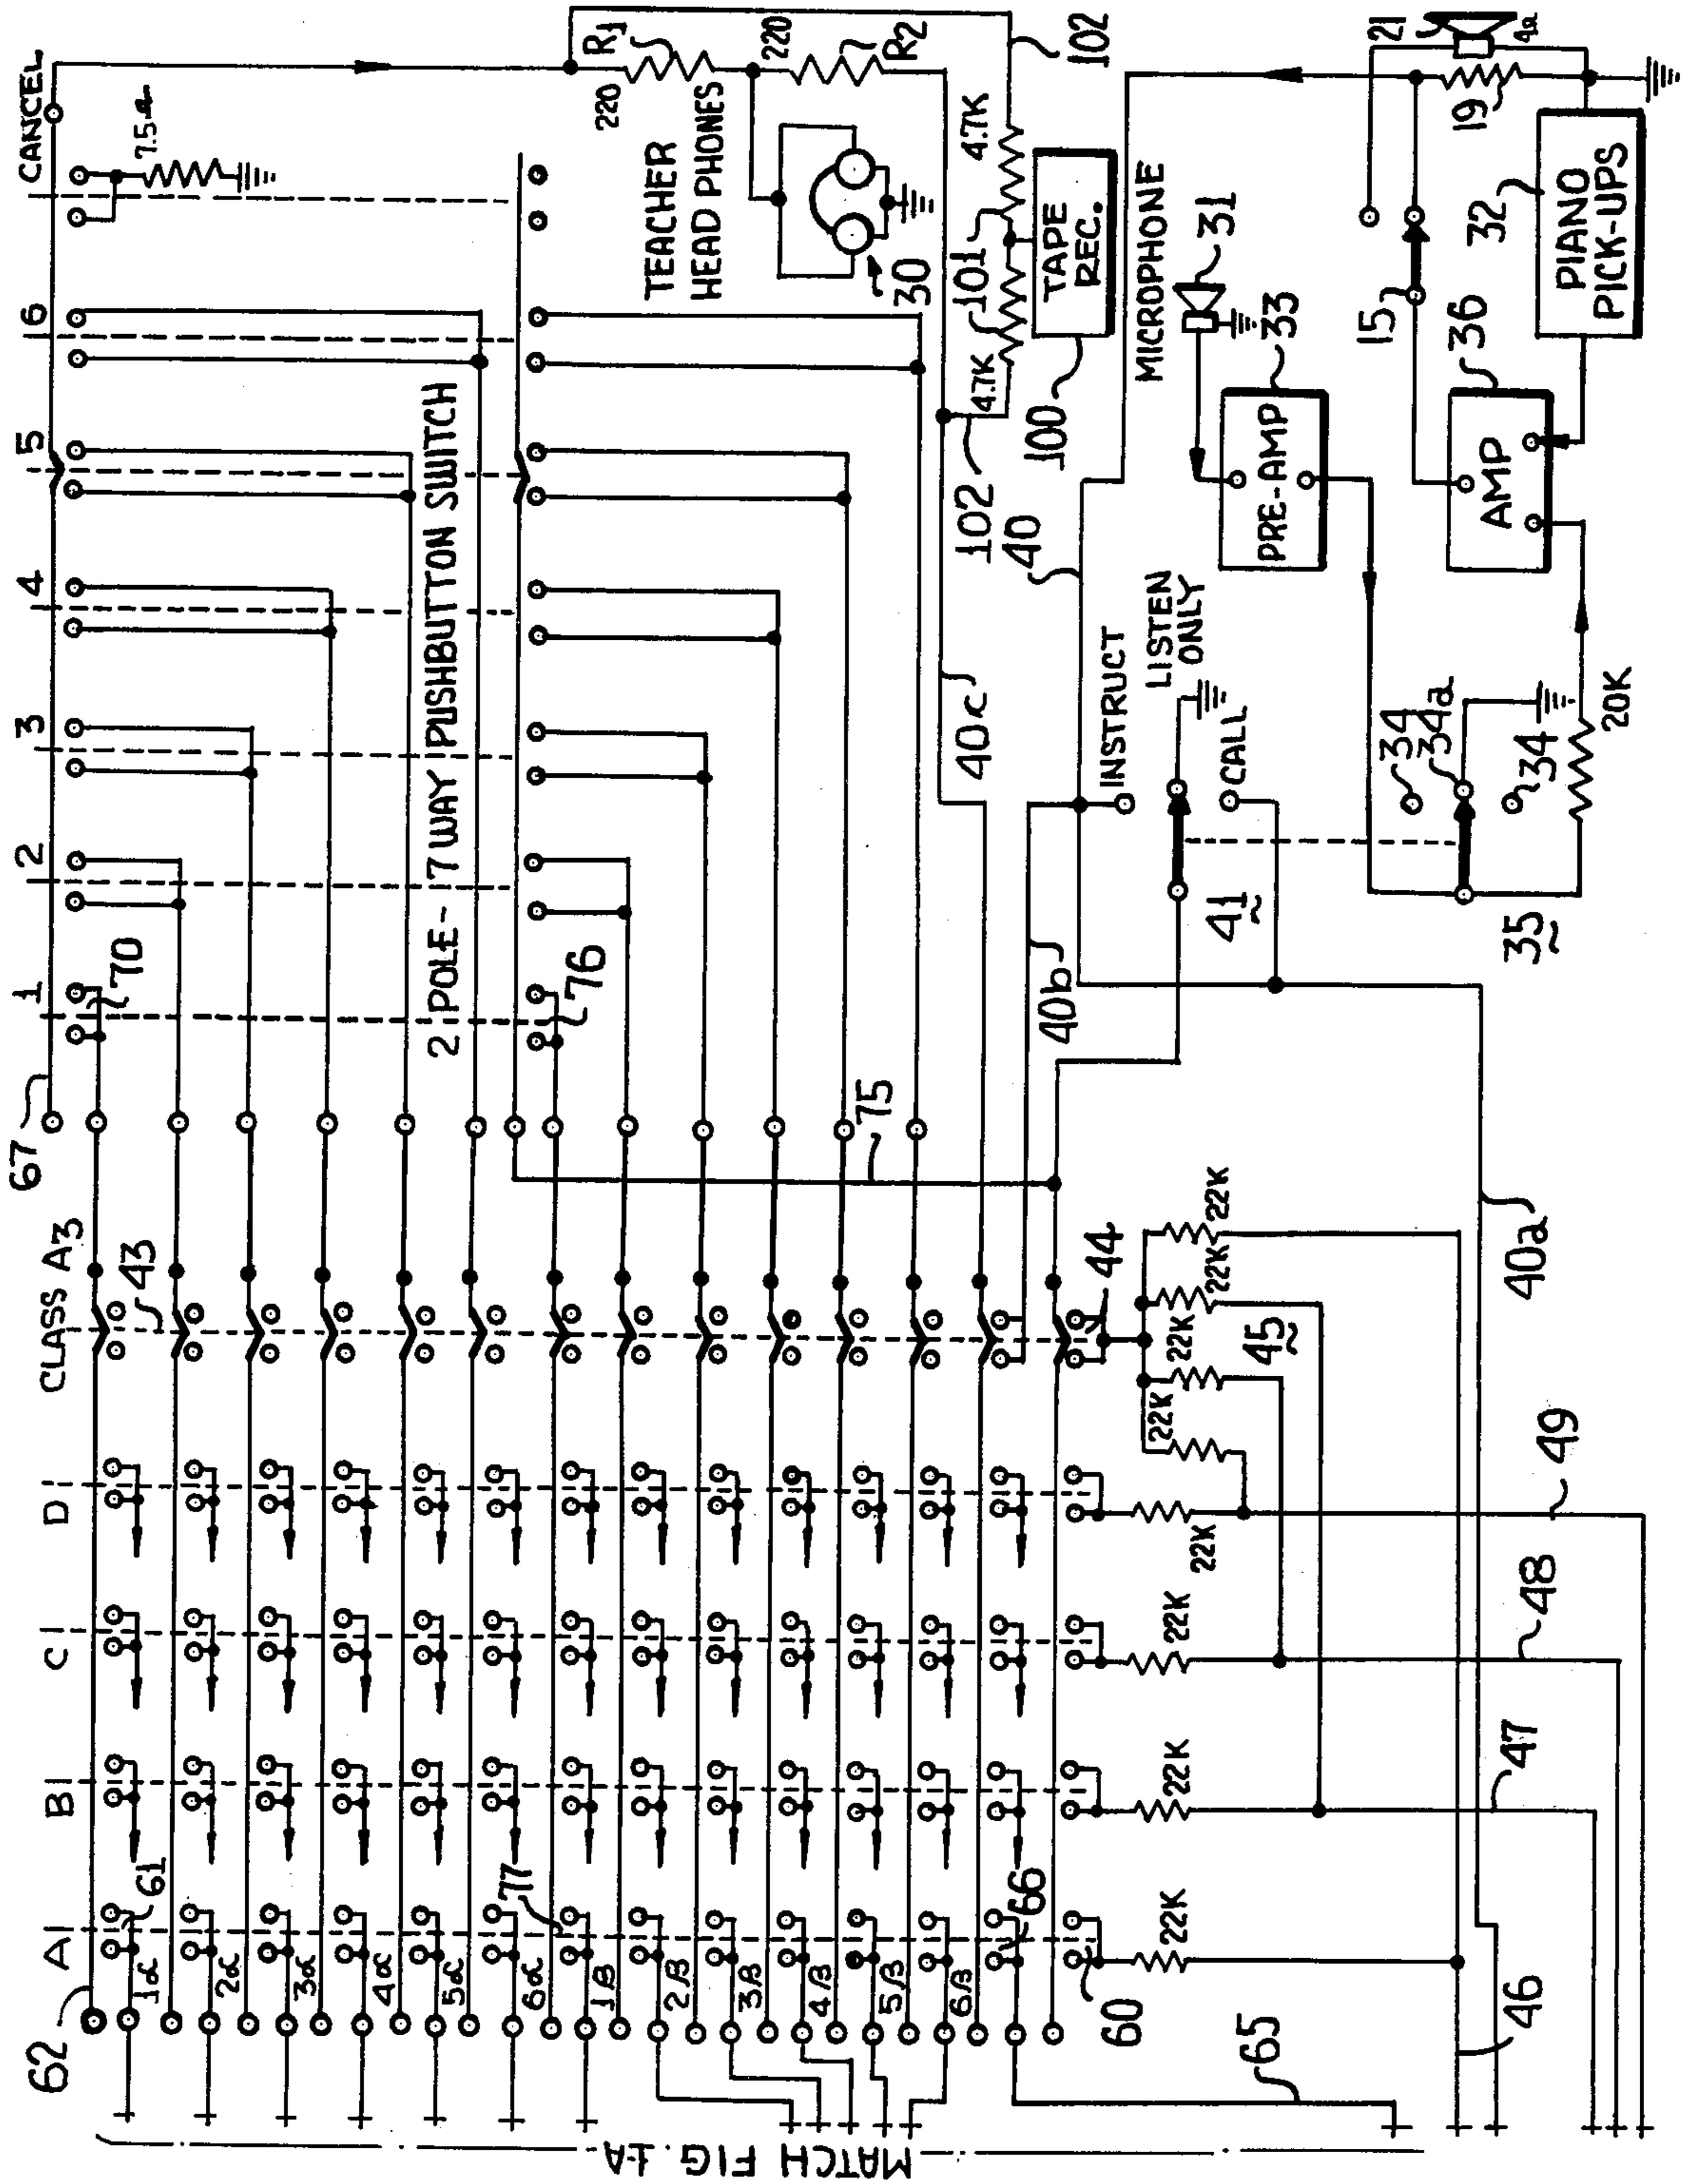 CANCEL
6
5
4
3
2
1
67
CLASS A3
D
C
B
A
62
7.5Ω
70
43
61
1α
2α
3α
4α
5α
6α
1β
2β
3β
4β
5β
6β
77
66
60
2 POLE - 7 WAY PUSHBUTTON SWITCH
76
75
R1
220
220
R2
TEACHER
HEAD PHONES
30
102
4.7K
101
4.7K
TAPE
REC.
100
102
40
40c
40b
40a
INSTRUCT
LISTEN
ONLY
CALL
41
MICROPHONE
31
PRE-AMP
33
34
34a
34
35
20K
AMP
36
15
PIANO
PICK-UPS
32
19
21
4Ω
44
45
22K
22K
22K
22K
22K
22K
22K
22K
49
48
47
46
65
MATCH FIG. 1-A